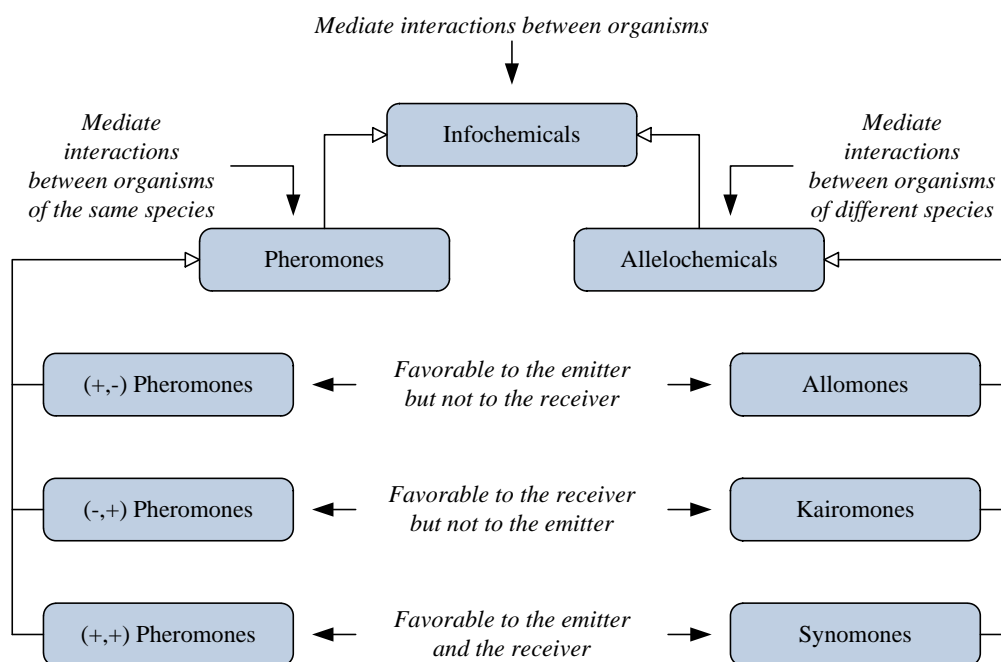 Mediate interactions between organisms
Infochemicals
Mediate
interactions
between organisms
of the same species
Mediate
interactions
between organisms
of different species
Pheromones
Allelochemicals
(+,-) Pheromones
Favorable to the emitter
but not to the receiver
Allomones
(-,+) Pheromones
Favorable to the receiver
but not to the emitter
Kairomones
(+,+) Pheromones
Favorable to the emitter
and the receiver
Synomones